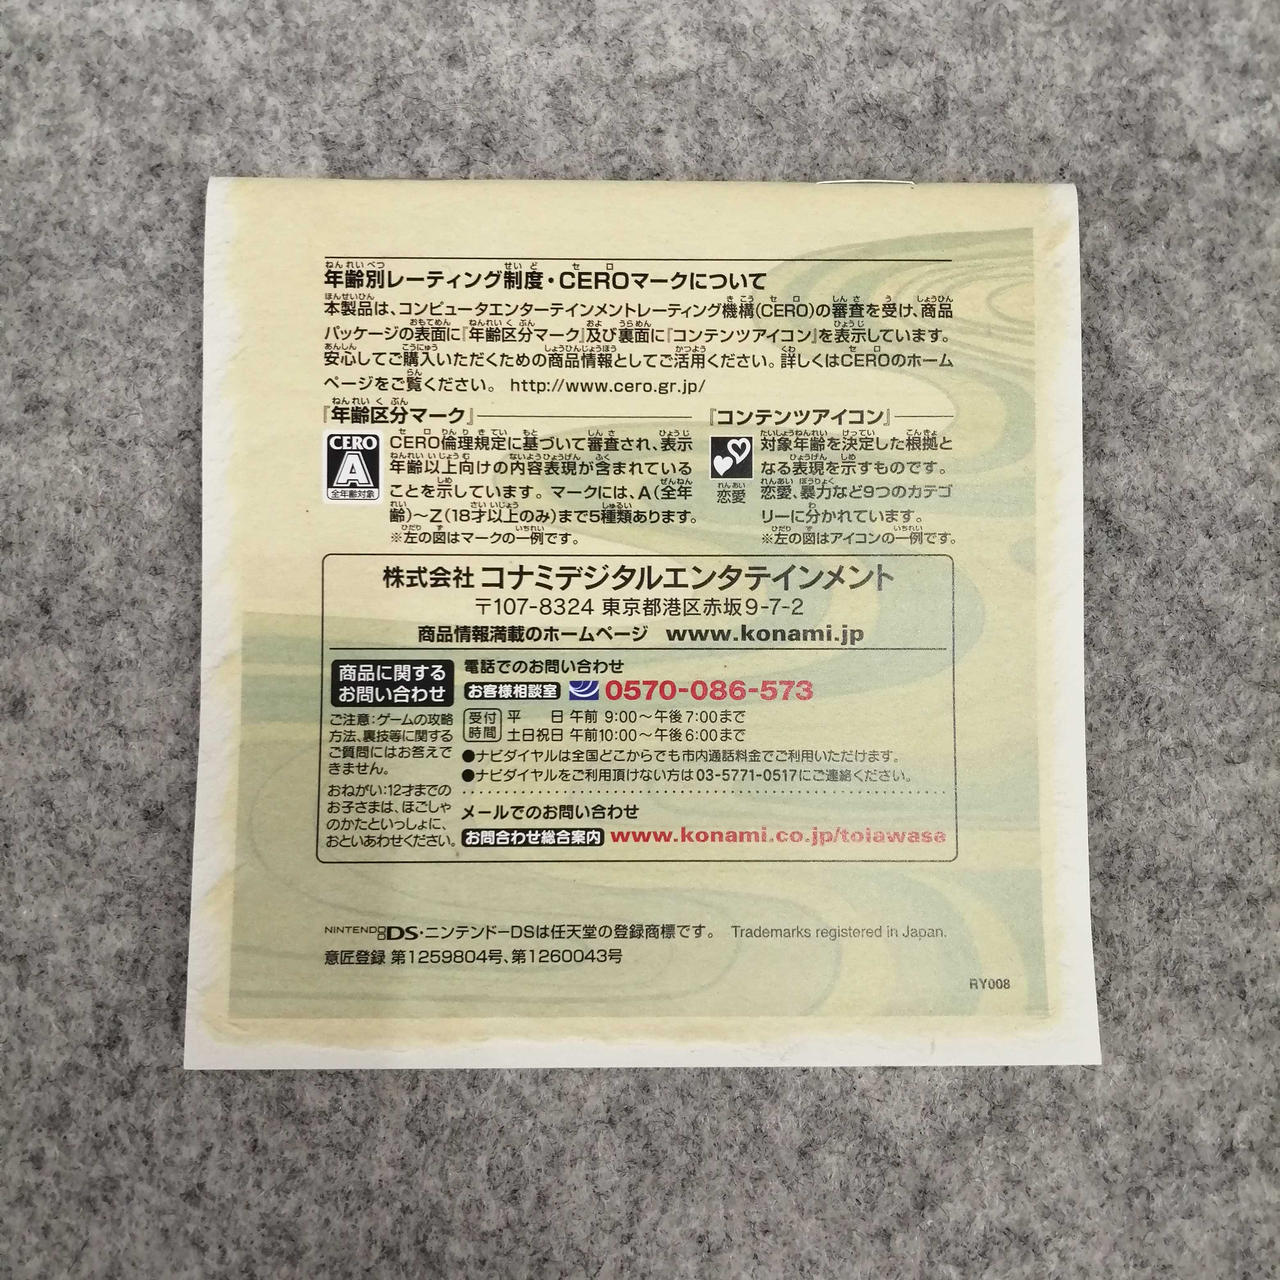 年齢別レーティング制度・CEROマークについて
本製品は、コンピュータエンターテインメントレーティング機構(CERO)の審査を受け、商品
パッケージの表面に『年齢区分マーク』及び裏面に『コンテンツアイコン』を表示しています。
安心してご購入いただくための商品情報としてご活用ください。詳しくはCEROのホーム
ページをご覧ください。 http://www.cero.gr.jp/
『年齢区分マーク』
CERO
A
全年齢対象
CERO倫理規定に基づいて審査され、表示
年齢以上向けの内容表現が含まれている
ことを示しています。マークには、A(全年
齢)～Z(18才以上のみ)まで5種類あります。
※左の図はマークの一例です。
『コンテンツアイコン』
恋愛
対象年齢を決定した根拠と
なる表現を示すものです。
恋愛、暴力など9つのカテゴ
リーに分かれています。
※左の図はアイコンの一例です。
株式会社 コナミデジタルエンタテインメント
〒107-8324 東京都港区赤坂9-7-2
商品情報満載のホームページ www.konami.jp
商品に関する
お問い合わせ
ご注意：ゲームの攻略
方法、裏技等に関する
ご質問にはお答えで
きません。
おねがい：12才までの
お子さまは、ほごしゃ
のかたといっしょに、
おといあわせください。
電話でのお問い合わせ
お客様相談室 0570-086-573
受付時間 平 日 午前 9:00～午後7:00まで
土日祝日 午前10:00～午後6:00まで
●ナビダイヤルは全国どこからでも市内通話料金でご利用いただけます。
●ナビダイヤルをご利用頂けない方は03-5771-0517にご連絡ください。
メールでのお問い合わせ
お問合わせ総合案内 www.konami.co.jp/toiawase
NINTENDO DS・ニンテンドーDSは任天堂の登録商標です。 Trademarks registered in Japan.
意匠登録 第1259804号、第1260043号
RY008